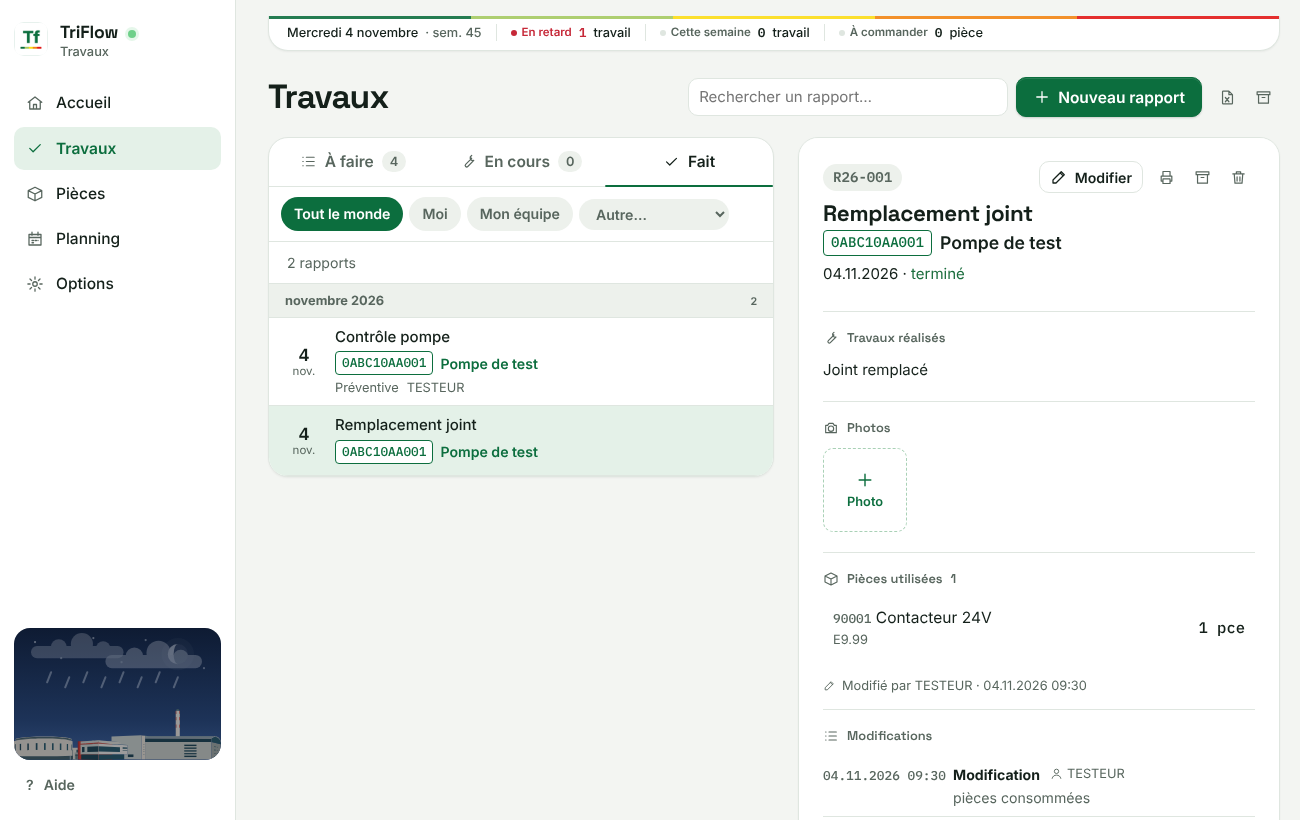 Tf
TriFlow
Travaux
Accueil
Travaux
Pièces
Planning
Options
? Aide
Mercredi 4 novembre · sem. 45
En retard 1 travail
Cette semaine 0 travail
À commander 0 pièce
Travaux
Rechercher un rapport...
Nouveau rapport
À faire 4
En cours 0
Fait
Tout le monde
Moi
Mon équipe
Autre...
2 rapports
novembre 2026 2
4 nov.
Contrôle pompe
0ABC10AA001 Pompe de test
Préventive TESTEUR
4 nov.
Remplacement joint
0ABC10AA001 Pompe de test
R26-001
Modifier
Remplacement joint
0ABC10AA001 Pompe de test
04.11.2026 · terminé
Travaux réalisés
Joint remplacé
Photos
Photo
Pièces utilisées 1
90001 Contacteur 24V
E9.99
1 pce
Modifié par TESTEUR · 04.11.2026 09:30
Modifications
04.11.2026 09:30 Modification TESTEUR
pièces consommées